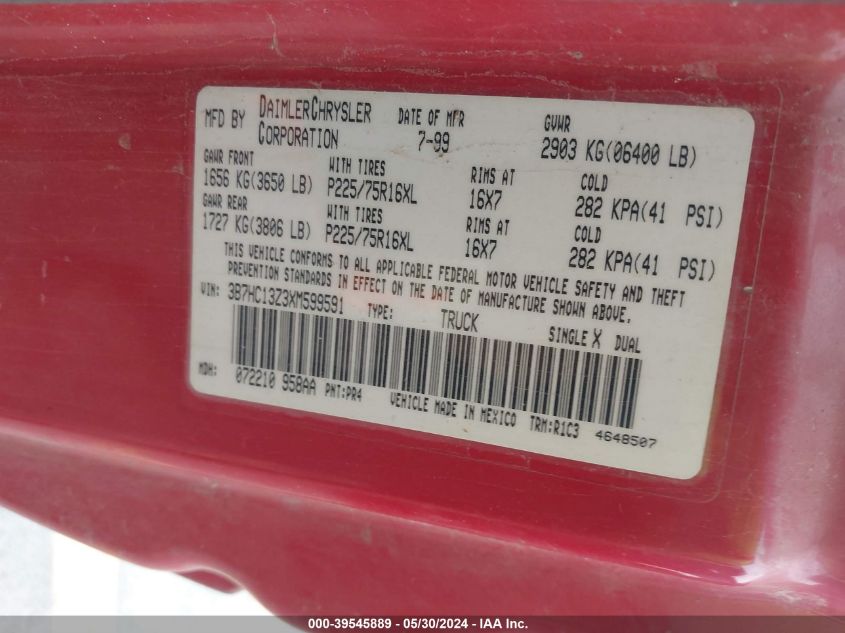 MFD BY DAIMLERCHRYSLER CORPORATION DATE OF MFR 7-99 GVWR 2903 KG(06400 LB)
GAWR FRONT WITH TIRES RIMS AT COLD
1656 KG(3650 LB) P225/75R16XL 16X7 282 KPA(41 PSI)
GAWR REAR WITH TIRES RIMS AT COLD
1727 KG(3806 LB) P225/75R16XL 16X7 282 KPA(41 PSI)
THIS VEHICLE CONFORMS TO ALL APPLICABLE FEDERAL MOTOR VEHICLE SAFETY AND THEFT
PREVENTION STANDARDS IN EFFECT ON THE DATE OF MANUFACTURE SHOWN ABOVE.
VIN: 3B7HC13Z3XM599591 TYPE: TRUCK SINGLE X DUAL
MDH: 072210 958AA PNT:PR4 VEHICLE MADE IN MEXICO TRM:R1C3 4648507
000-39545889 / 05/30/2024 - IAA Inc.